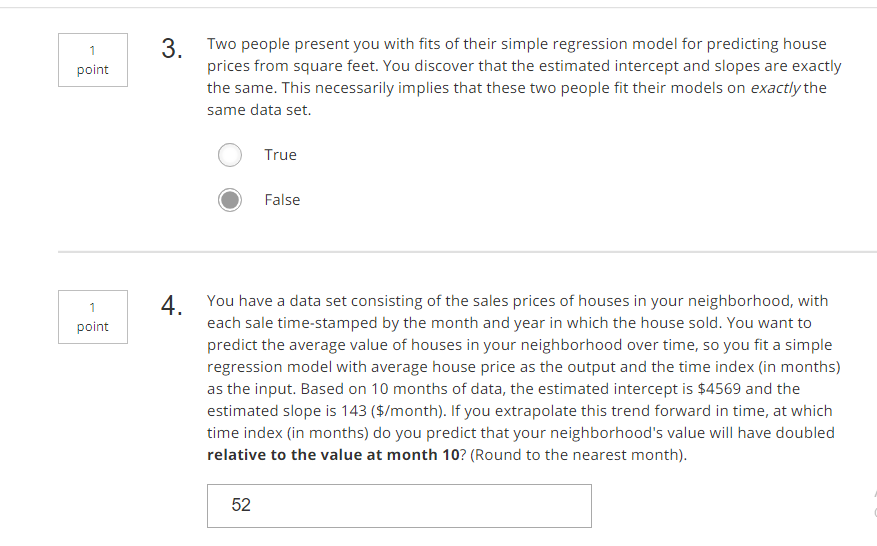 1
point
3.
Two people present you with fits of their simple regression model for predicting house
prices from square feet. You discover that the estimated intercept and slopes are exactly
the same. This necessarily implies that these two people fit their models on exactly the
same data set.
True
False
1
point
4.
You have a data set consisting of the sales prices of houses in your neighborhood, with
each sale time-stamped by the month and year in which the house sold. You want to
predict the average value of houses in your neighborhood over time, so you fit a simple
regression model with average house price as the output and the time index (in months)
as the input. Based on 10 months of data, the estimated intercept is $4569 and the
estimated slope is 143 ($/month). If you extrapolate this trend forward in time, at which
time index (in months) do you predict that your neighborhood's value will have doubled
relative to the value at month 10? (Round to the nearest month).
52